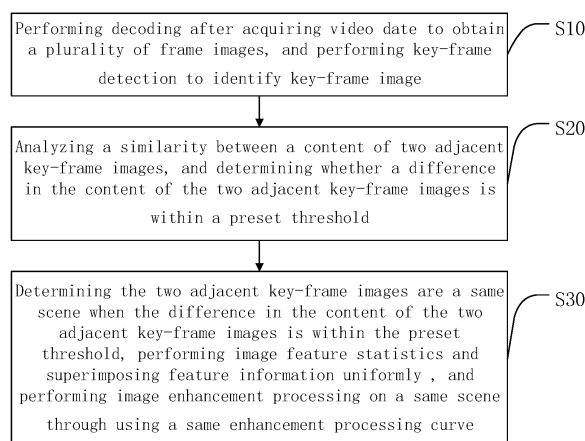 Performing decoding after acquiring video date to obtain
a plurality of frame images, and performing key-frame
detection to identify key-frame image
S10
Analyzing a similarity between a content of two adjacent
key-frame images, and determining whether a difference
in the content of the two adjacent key-frame images is
within a preset threshold
S20
Determining the two adjacent key-frame images are a same
scene when the difference in the content of the two
adjacent key-frame images is within the preset
threshold, performing image feature statistics and
superimposing feature information uniformly , and
performing image enhancement processing on a same scene
through using a same enhancement processing curve
S30